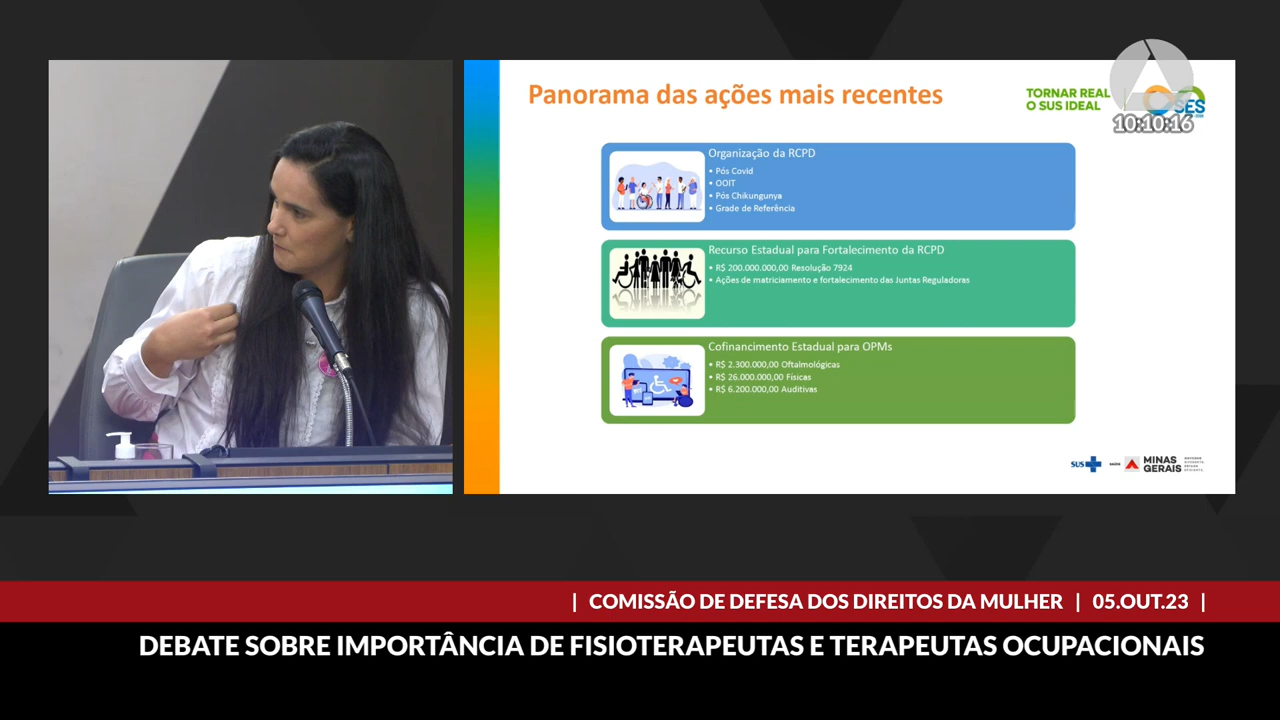 Panorama das ações mais recentes
TORNAR REAL
O SUS IDEAL
SES
10:10:16
Organização da RCPD
• Pós Covid
• OOIT
• Pós Chikungunya
• Grade de Referência
Recurso Estadual para Fortalecimento da RCPD
• R$ 200.000.000,00 Resolução 7924
• Ações de matriciamento e fortalecimento das Juntas Reguladoras
Cofinancimento Estadual para OPMs
• R$ 2.300.000,00 Oftalmológicas
• R$ 26.000.000,00 Físicas
• R$ 6.200.000,00 Auditivas
SUS
SAÚDE
MINAS
GERAIS
| COMISSÃO DE DEFESA DOS DIREITOS DA MULHER | 05.OUT.23 |
DEBATE SOBRE IMPORTÂNCIA DE FISIOTERAPEUTAS E TERAPEUTAS OCUPACIONAIS